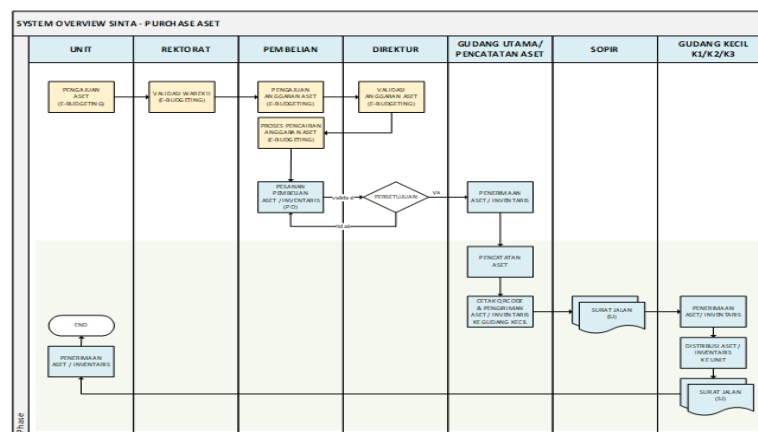 SYSTEM OVERVIEW SINTA - PURCHASE ASET
UNIT
REKTORAT
PEMBELIAN
DIREKTUR
GUDANG UTAMA/
PENCATATAN ASET
SOPIR
GUDANG KECIL
K1/K2/K3
PENGAJUAN
ASET
(E-BUDGETING)
VALIDASI WAREK II
(E-BUDGETING)
PENGAJUAN
ANGGARAN ASET
(E-BUDGETING)
VALIDASI
ANGGARAN ASET
(E-BUDGETING)
PROSES PENCAIRAN
ANGGARAN ASET
(E-BUDGETING)
PESANAN
PEMBELIAN
ASET / INVENTARIS
(PO)
validasi
PERSETUJUAN
ya
tidak
PENERIMAAN
ASET / INVENTARIS
PENCATATAN
ASET
CETAK QRCODE
& PENGIRIMAN
ASET / INVENTARIS
KE GUDANG KECIL
SURAT JALAN
(SJ)
PENERIMAAN
ASET/ INVENTARIS
DISTRIBUSI ASET /
INVENTARIS
KE UNIT
SURAT JALAN
(SJ)
END
PENERIMAAN
ASET / INVENTARIS
Phase